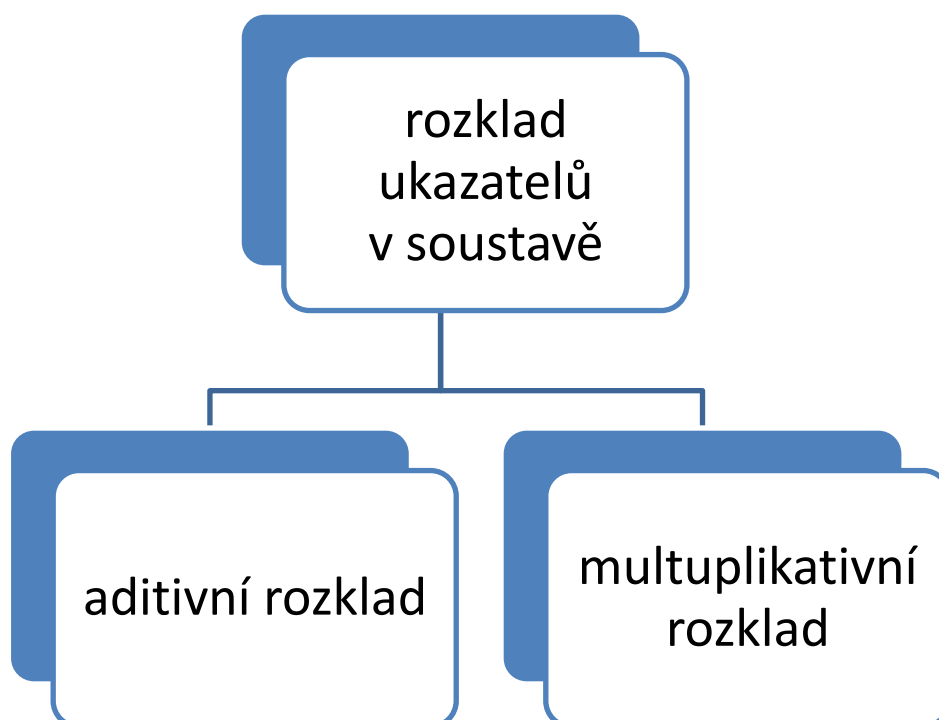 rozklad
ukazatelů
v soustavě
aditivní rozklad
multuplikativní
rozklad